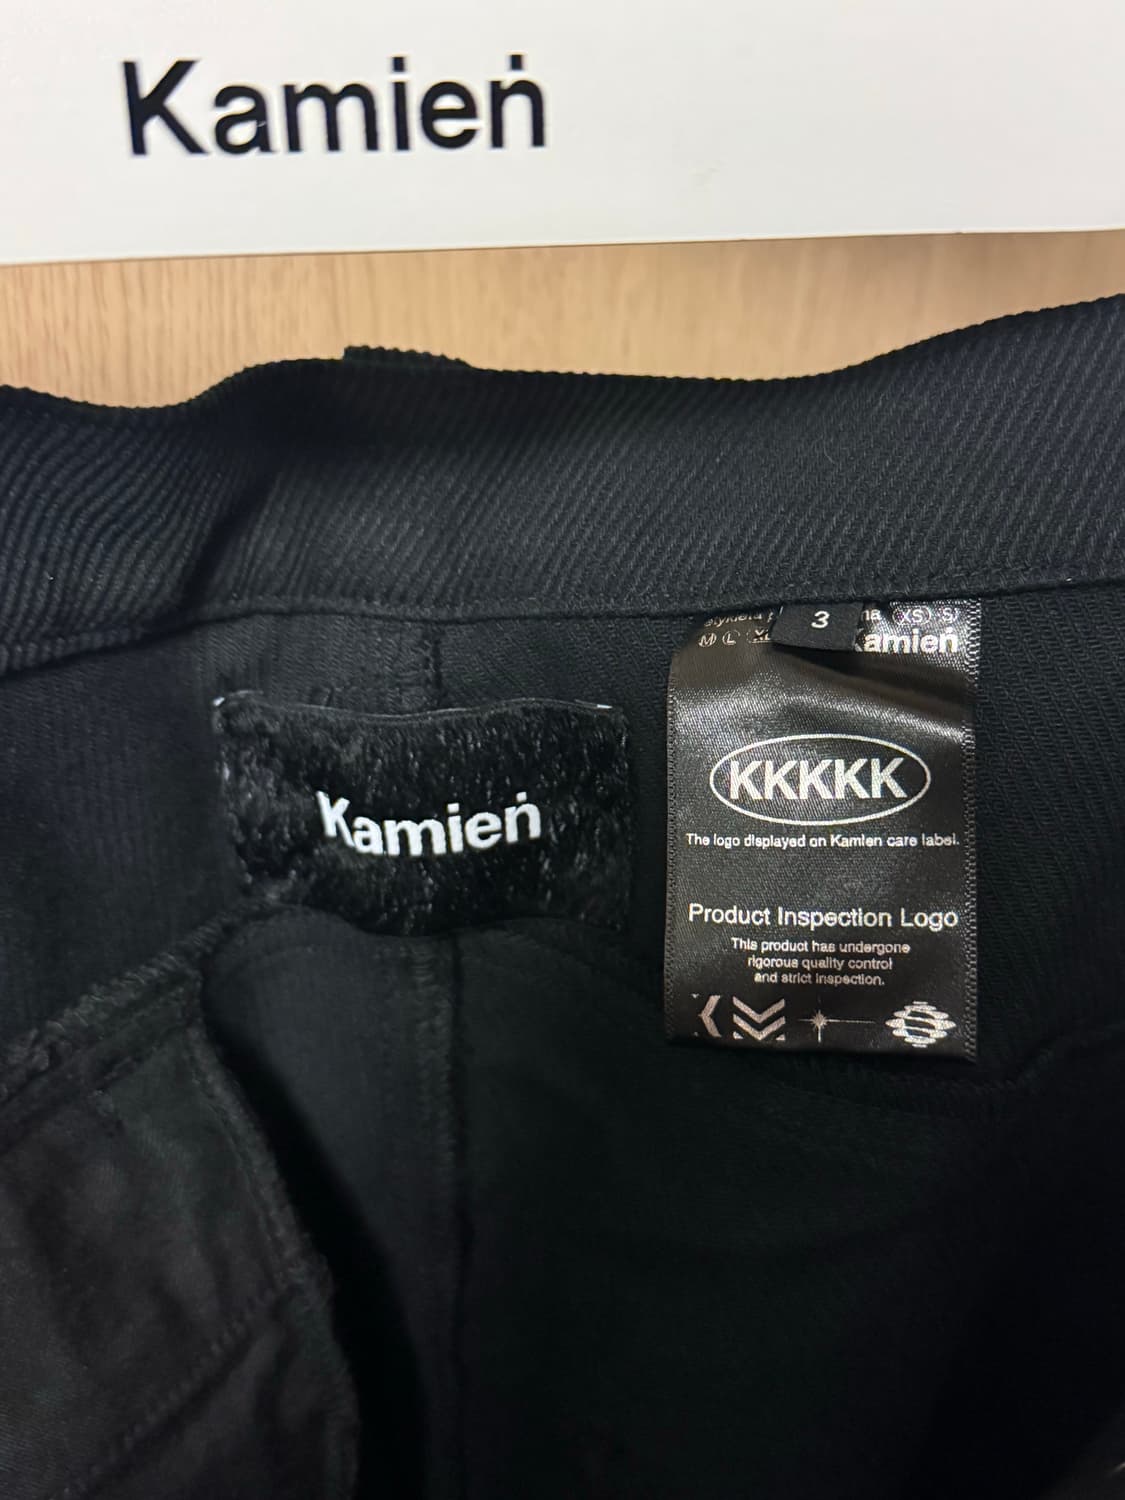 Kamień
3
XS S
M L
Kamień
KKKKK
The logo displayed on Kamien care label.
Product Inspection Logo
This product has undergone
rigorous quality control
and strict inspection.